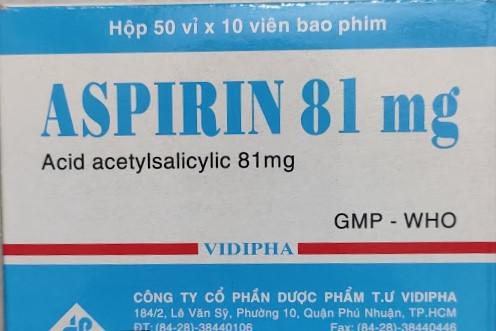 Hộp 50 vỉ x 10 viên bao phim
ASPIRIN 81 mg
Acid acetylsalicylic 81mg
GMP - WHO
VIDIPHA
CÔNG TY CỔ PHẦN DƯỢC PHẨM T.Ư VIDIPHA
184/2, Lê Văn Sỹ, Phường 10, Quận Phú Nhuận, TP.HCM
ĐT: (84-28)-38440106 Fax: (84-28)-38440446